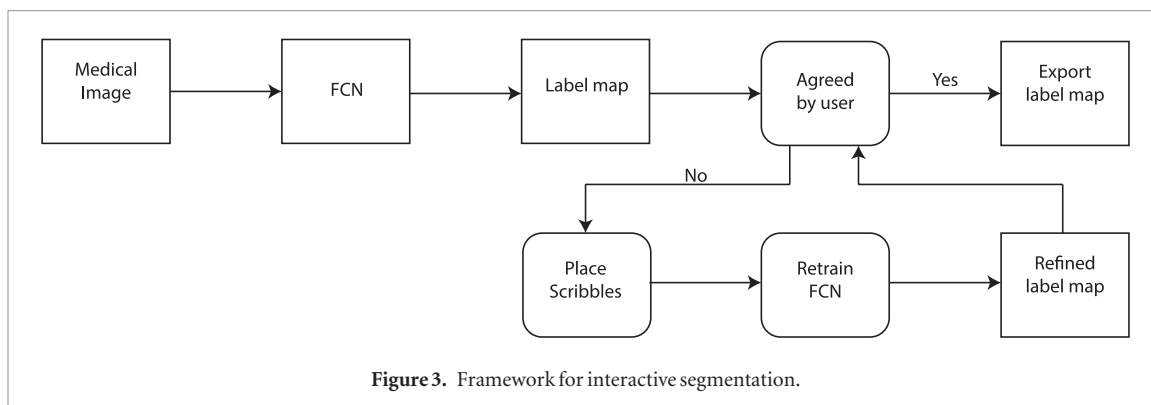 Medical
Image
FCN
Label map
Agreed
by user
Yes
Export
label map
No
Place
Scribbles
Retrain
FCN
Refined
label map
Figure 3. Framework for interactive segmentation.